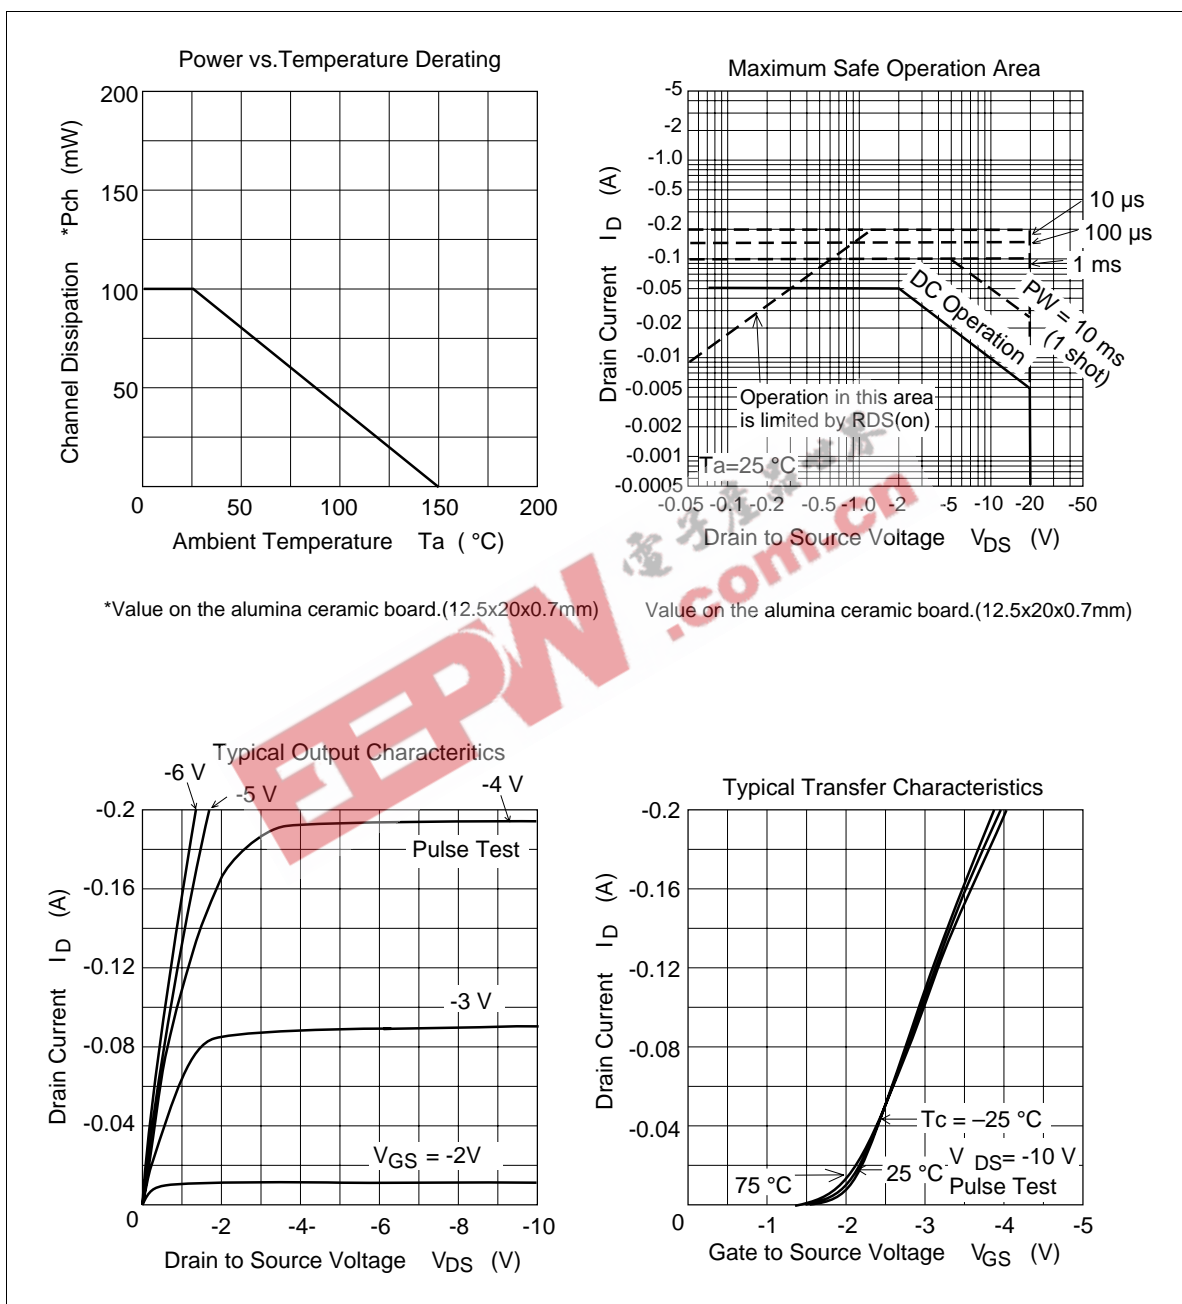 Power vs.Temperature Derating
200
150
100
50
0
50
100
150
200
Channel Dissipation *Pch (mW)
Ambient Temperature Ta ( °C)
*Value on the alumina ceramic board.(12.5x20x0.7mm)
Maximum Safe Operation Area
-5
-2
-1.0
-0.5
-0.2
-0.1
-0.05
-0.02
-0.01
-0.005
-0.002
-0.001
-0.0005
Drain Current ID (A)
10 µs
100 µs
1 ms
PW = 10 ms
(1 shot)
DC Operation
Operation in this area
is limited by RDS(on)
Ta=25 °C
-0.05 -0.1 -0.2 -0.5 -1.0 -2 -5 -10 -20 -50
Drain to Source Voltage VDS (V)
Value on the alumina ceramic board.(12.5x20x0.7mm)
EEPW
.com.cn
電子產品世界
Typical Output Characteritics
-6 V
-5 V
-4 V
Pulse Test
-3 V
VGS = -2V
-0.2
-0.16
-0.12
-0.08
-0.04
0
-2
-4-
-6
-8
-10
Drain Current ID (A)
Drain to Source Voltage VDS (V)
Typical Transfer Characteristics
-0.2
-0.16
-0.12
-0.08
-0.04
Drain Current ID (A)
Tc = –25 °C
25 °C
75 °C
V DS= -10 V
Pulse Test
0
-1
-2
-3
-4
-5
Gate to Source Voltage VGS (V)